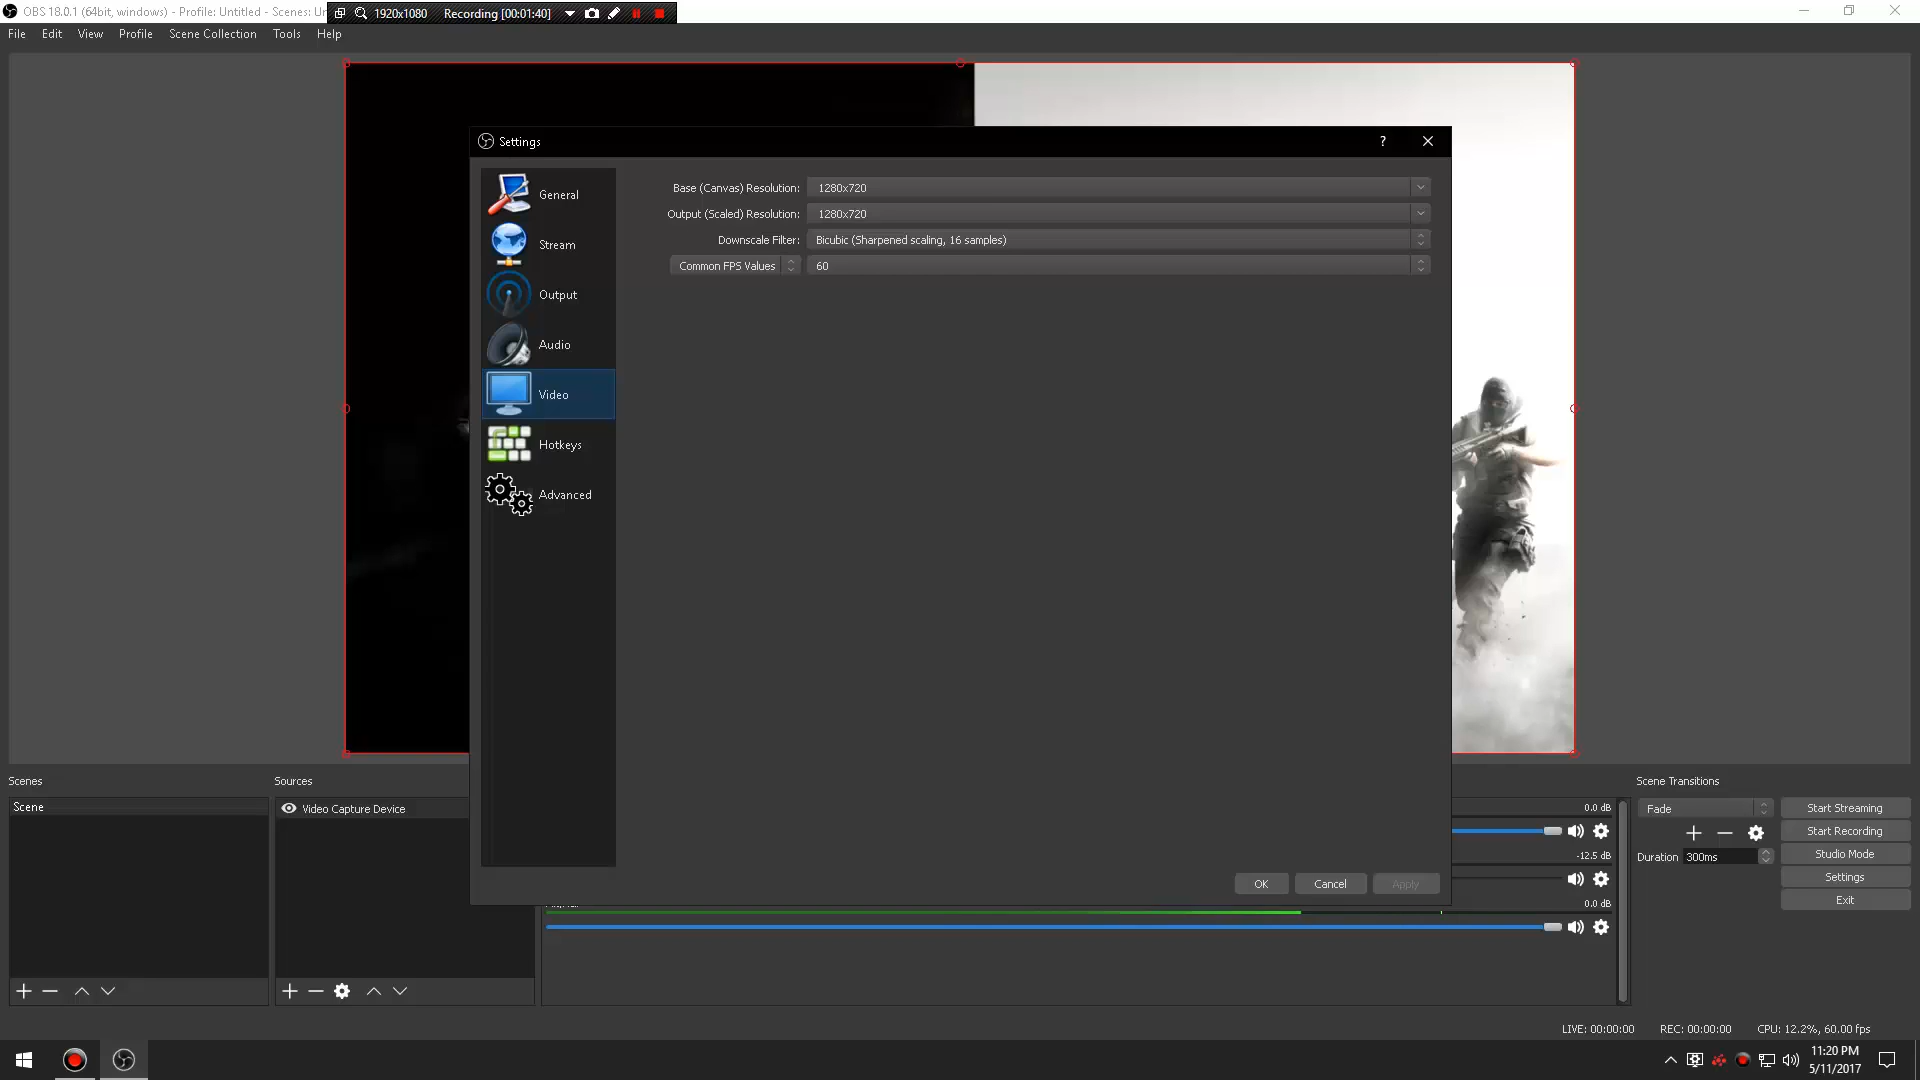 OBS 18.0.1 (64bit, windows) - Profile: Untitled - Scenes: Ur
1920x1080 Recording [00:01:40]
File Edit View Profile Scene Collection Tools Help
Settings ?
General
Stream
Output
Audio
Video
Hotkeys
Advanced
Base (Canvas) Resolution: 1280x720
Output (Scaled) Resolution: 1280x720
Downscale Filter: Bicubic (Sharpened scaling, 16 samples)
Common FPS Values 60
OK Cancel Apply
Scenes
Scene
Sources
Video Capture Device
0.0 dB
-12.5 dB
0.0 dB
Scene Transitions
Fade
Duration 300ms
Start Streaming
Start Recording
Studio Mode
Settings
Exit
LIVE: 00:00:00 REC: 00:00:00 CPU: 12.2%, 60.00 fps
11:20 PM
5/11/2017